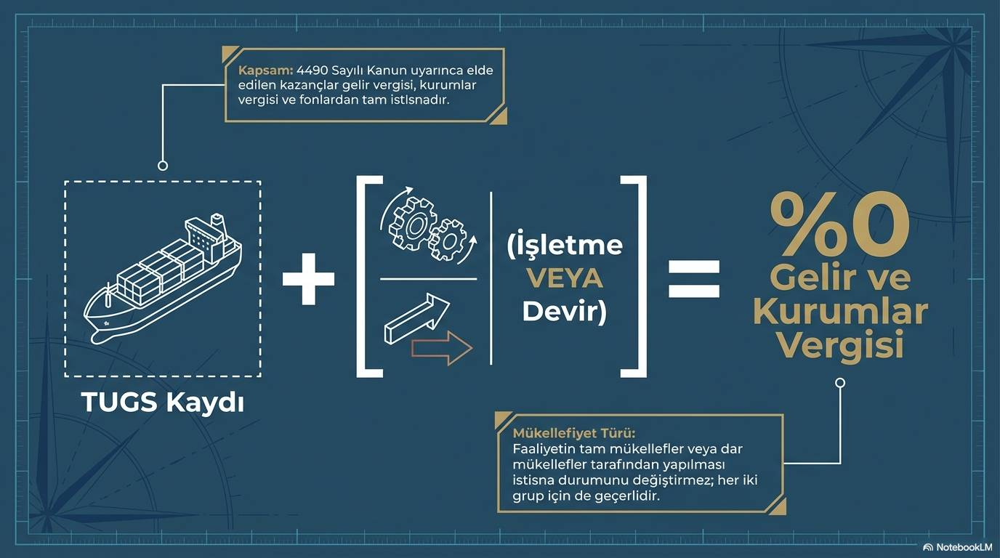 Kapsam: 4490 Sayılı Kanun uyarınca elde
edilen kazançlar gelir vergisi, kurumlar
vergisi ve fonlardan tam istisnadır.
TUGS Kaydı
+
(İşletme
VEYA
Devir)
=
%0
Gelir ve
Kurumlar
Vergisi
Mükellefiyet Türü:
Faaliyetin tam mükellefler veya dar
mükellefler tarafından yapılması
istisna durumunu değiştirmez; her iki
grup için de geçerlidir.
NotebookLM